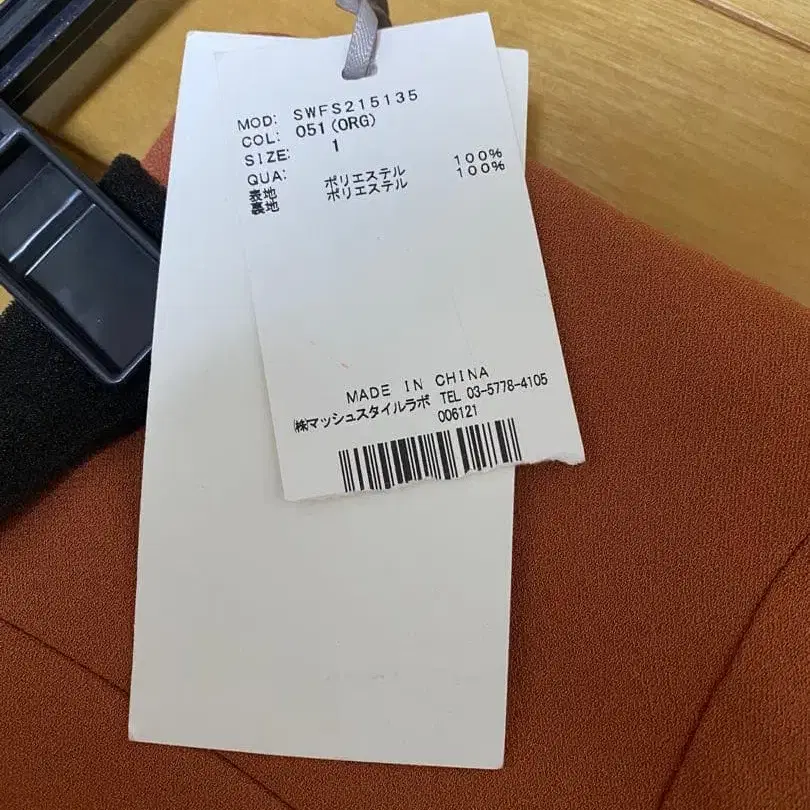 MOD: SWFS215135
COL: 051(ORG)
SIZE: 1
QUA:
表地 ポリエステル 100%
裏地 ポリエステル 100%
MADE IN CHINA
㈱マッシュスタイルラボ TEL 03-5778-4105
006121